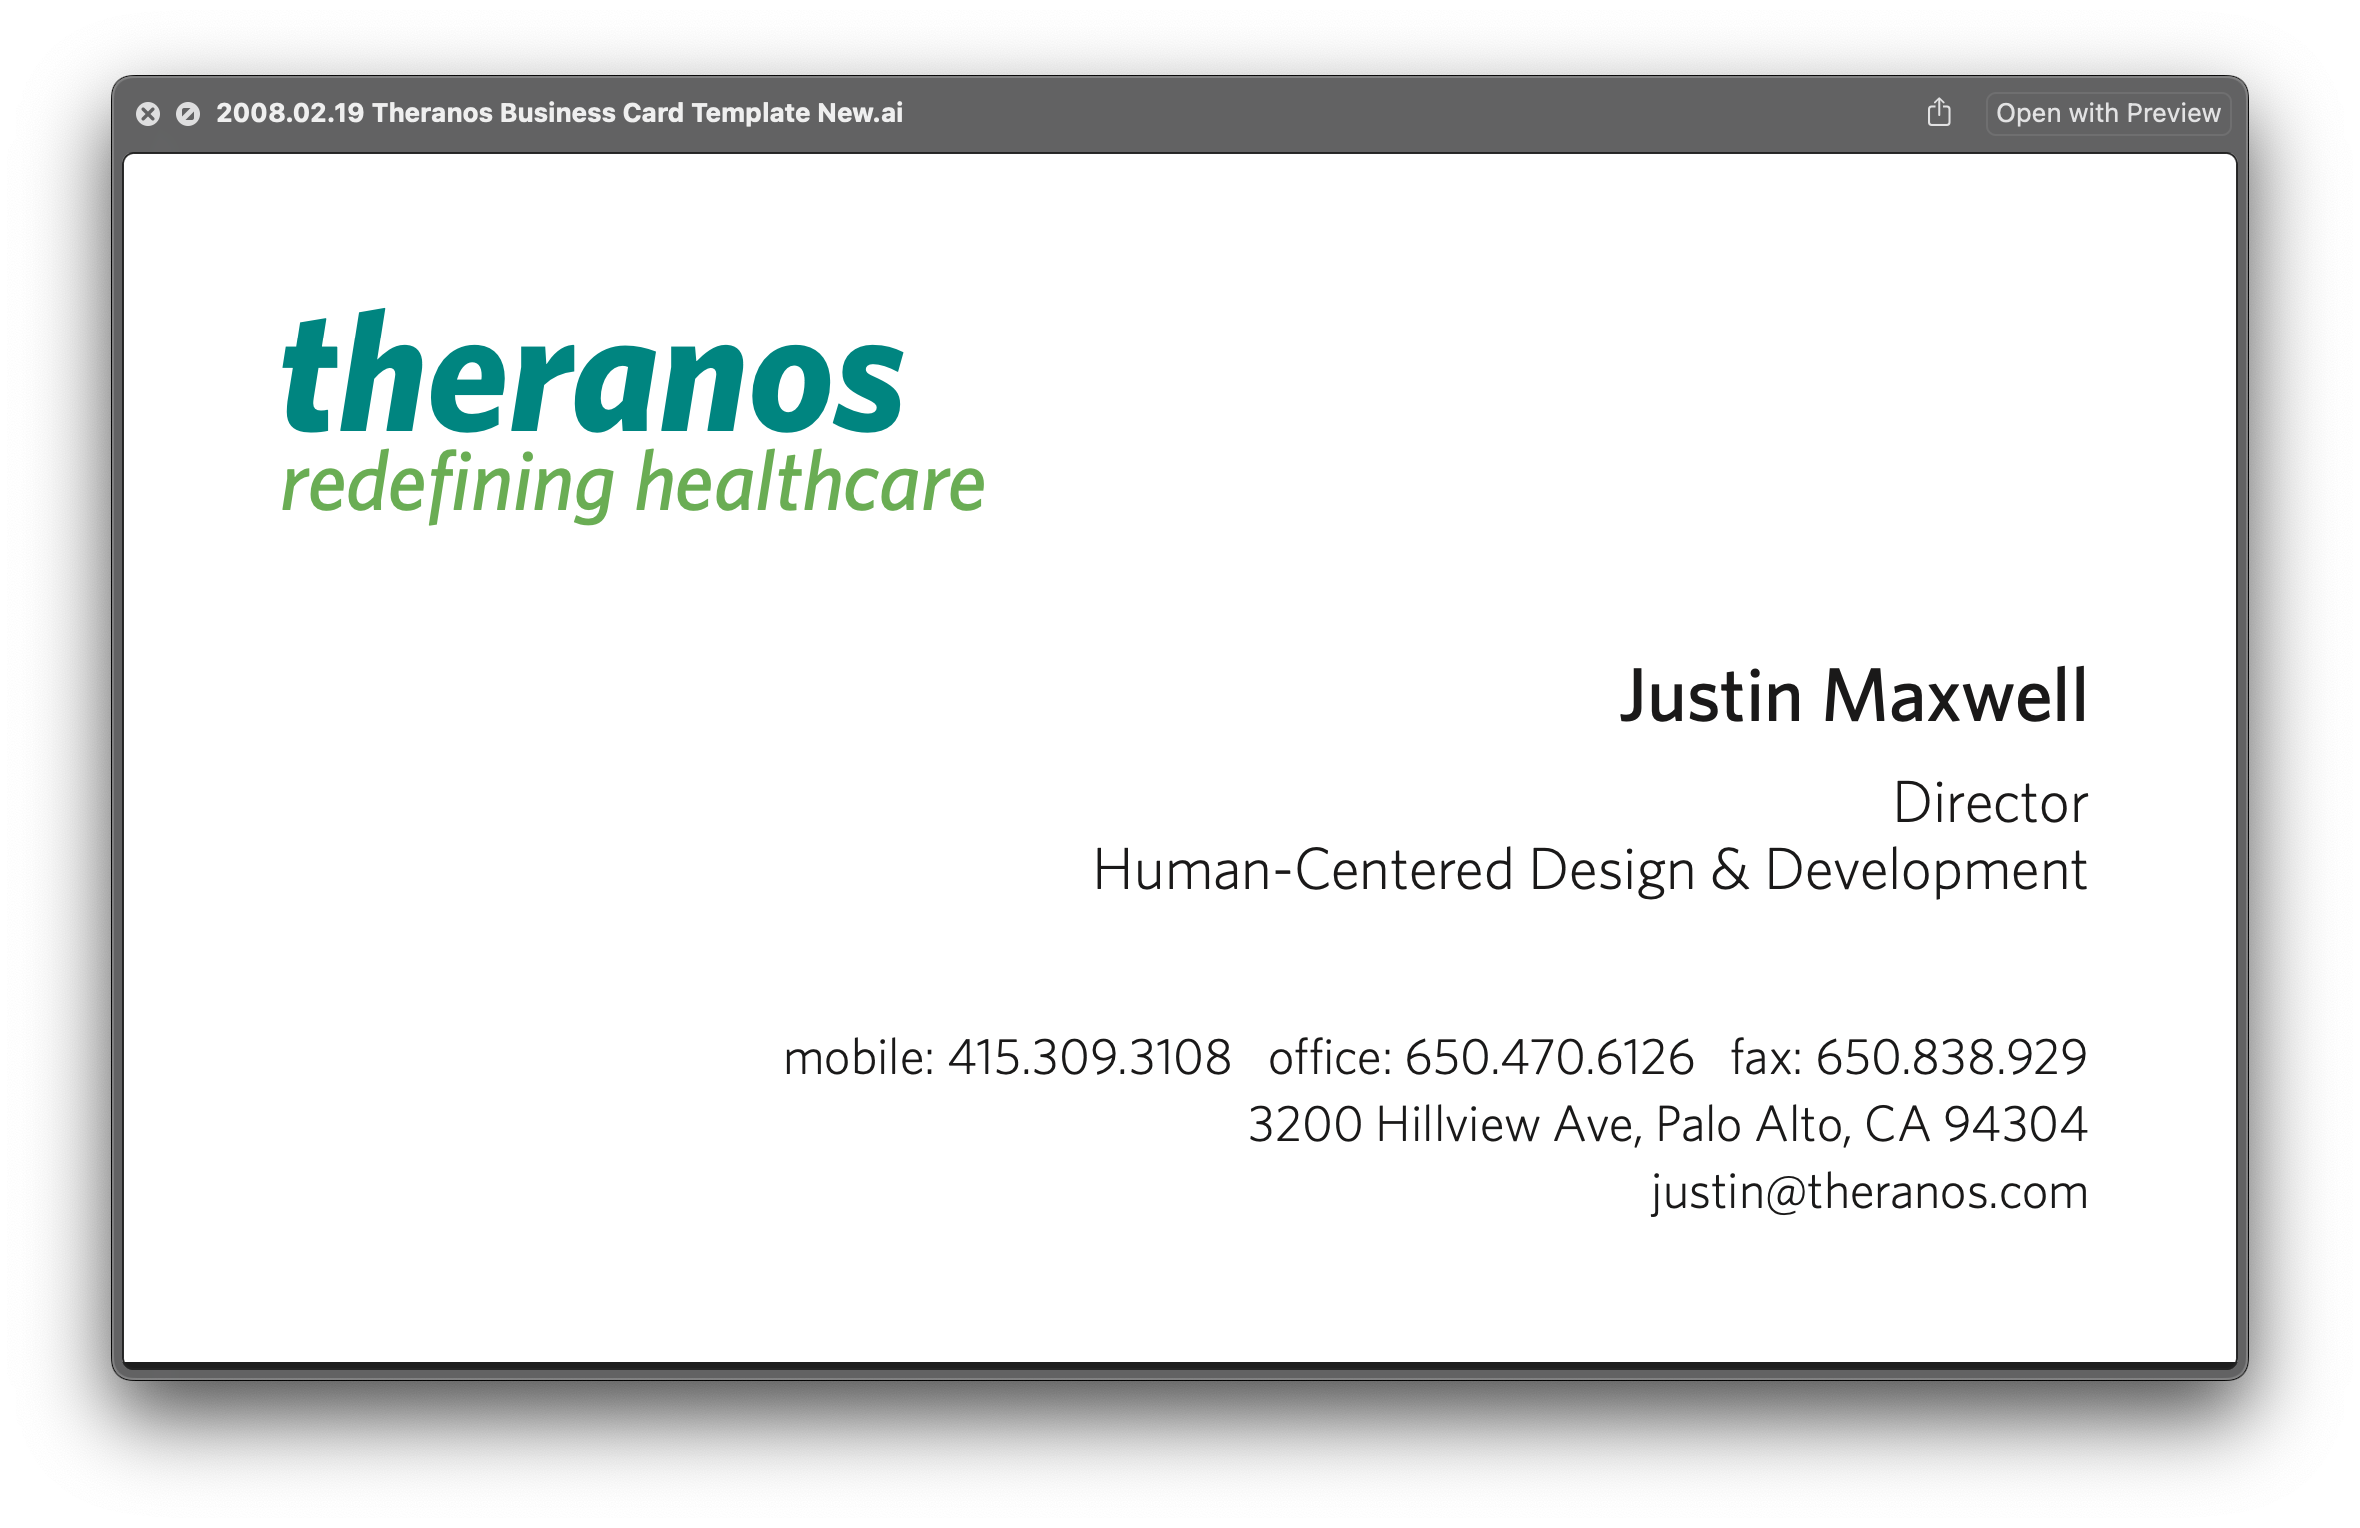 2008.02.19 Theranos Business Card Template New.ai
Open with Preview
theranos
redefining healthcare
Justin Maxwell
Director
Human-Centered Design & Development
mobile: 415.309.3108 office: 650.470.6126 fax: 650.838.929
3200 Hillview Ave, Palo Alto, CA 94304
justin@theranos.com